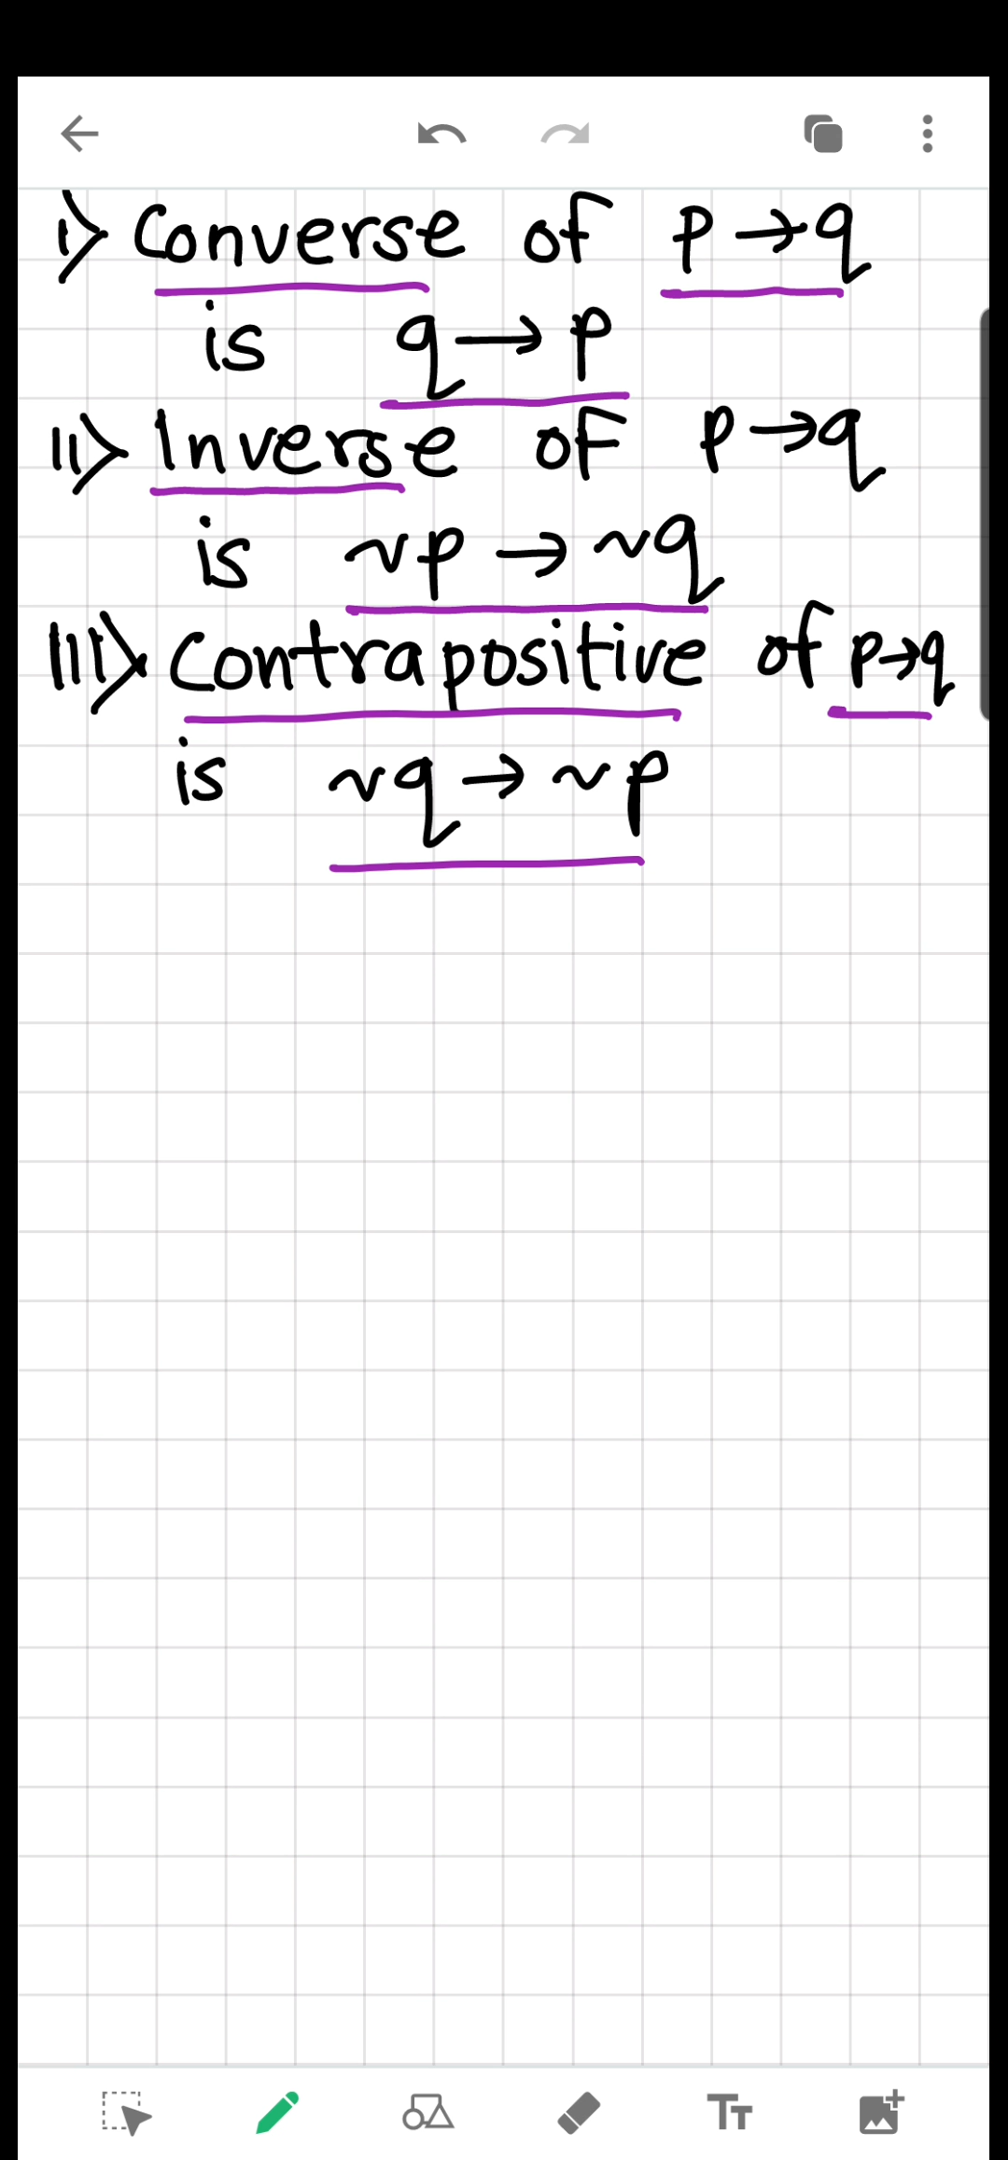 i> Converse of p→q
is q→p
ii> Inverse of p→q
is ~p→~q
iii> Contrapositive of p→q
is ~q→~p